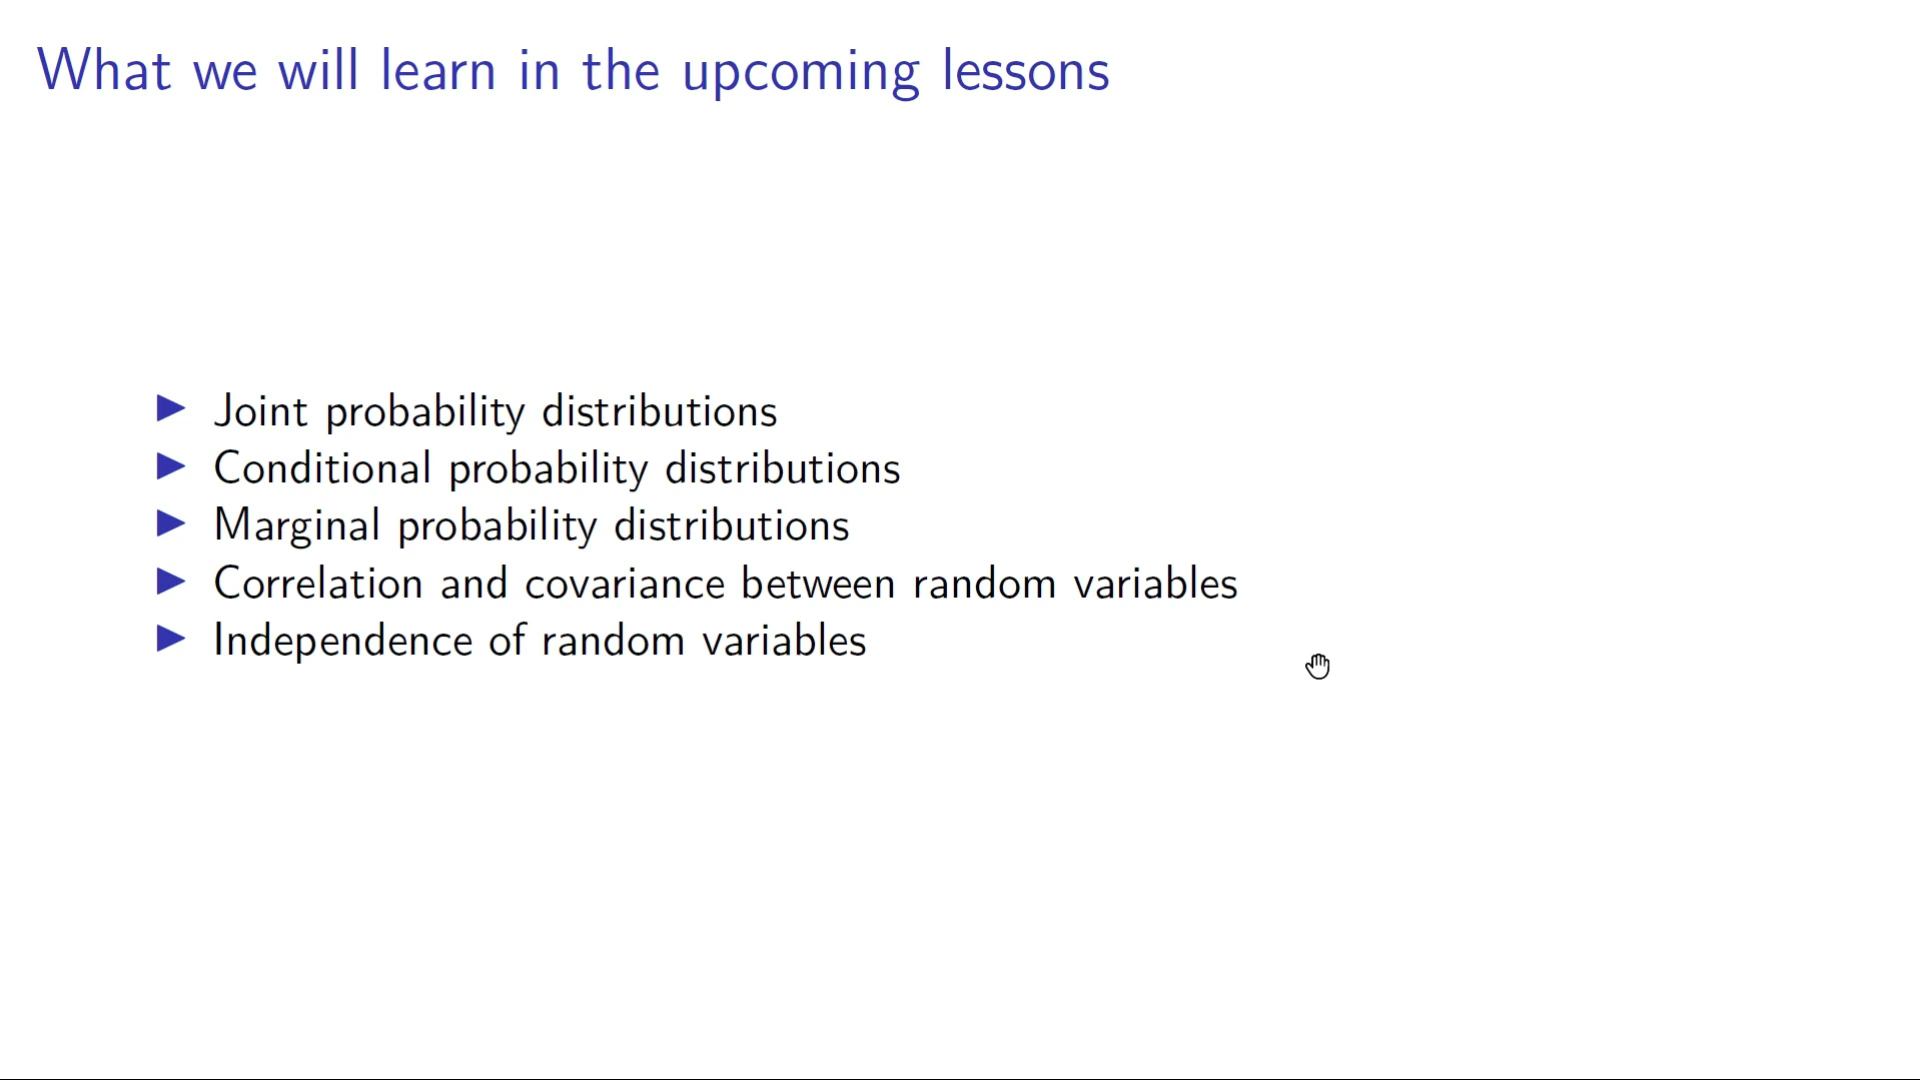 What we will learn in the upcoming lessons
▶ Joint probability distributions
▶ Conditional probability distributions
▶ Marginal probability distributions
▶ Correlation and covariance between random variables
▶ Independence of random variables